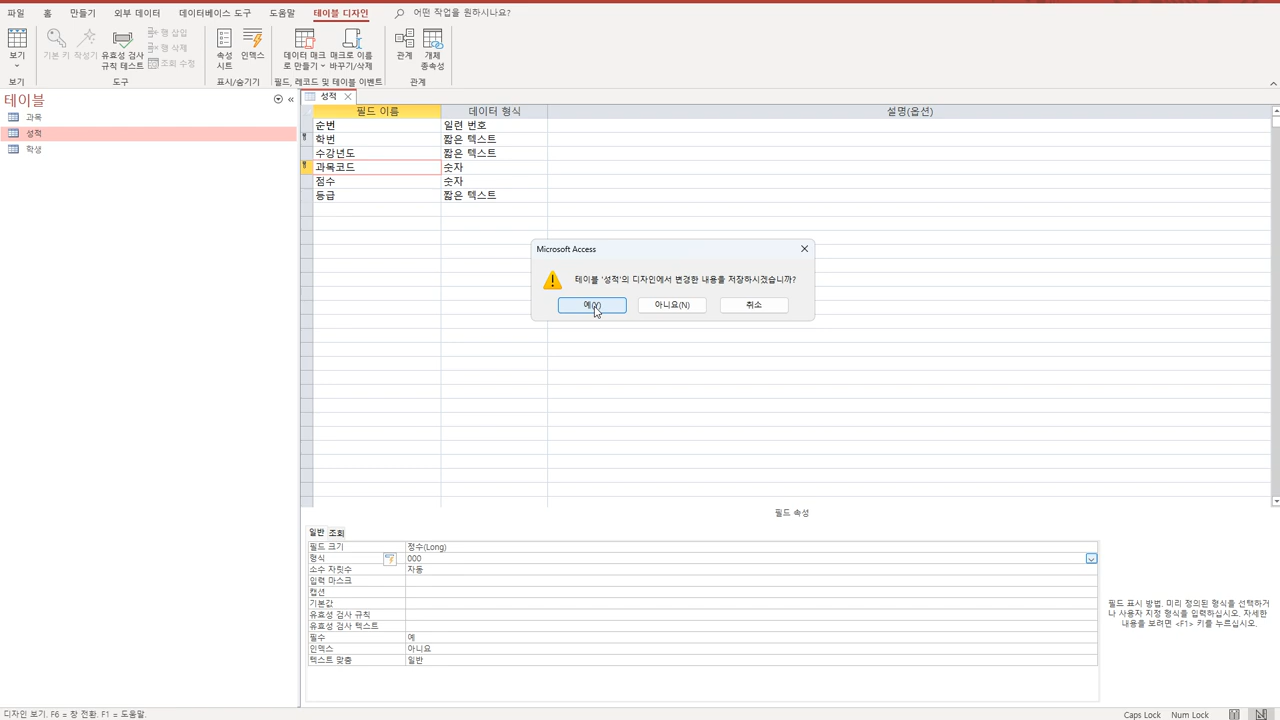 파일 홈 만들기 외부 데이터 데이터베이스 도구 도움말 테이블 디자인 어떤 작업을 원하시나요?
보기 기본 키 작성기 유효성 검사 규칙 테스트 행 삽입 행 삭제 조회 수정 속성 시트 인덱스 데이터 매크로 만들기 매크로 이름 바꾸기/삭제 관계 개체 종속성
보기 도구 표시/숨기기 필드, 레코드 및 테이블 이벤트 관계
테이블
과목
성적
학생
성적
필드 이름 데이터 형식 설명(옵션)
순번 일련 번호
학번 짧은 텍스트
수강년도 짧은 텍스트
과목코드 숫자
점수 숫자
등급 짧은 텍스트
Microsoft Access
테이블 '성적'의 디자인에서 변경한 내용을 저장하시겠습니까?
예(Y) 아니요(N) 취소
필드 속성
일반 조회
필드 크기 정수(Long)
형식 000
소수 자릿수 자동
입력 마스크
캡션
기본값
유효성 검사 규칙
유효성 검사 텍스트
필수 예
인덱스 아니요
텍스트 맞춤 일반
필드 표시 방법. 미리 정의된 형식을 선택하거
나 사용자 지정 형식을 입력하십시오. 자세한
내용을 보려면 <F1> 키를 누르십시오.
디자인 보기. F6 = 창 전환. F1 = 도움말.
Caps Lock Num Lock